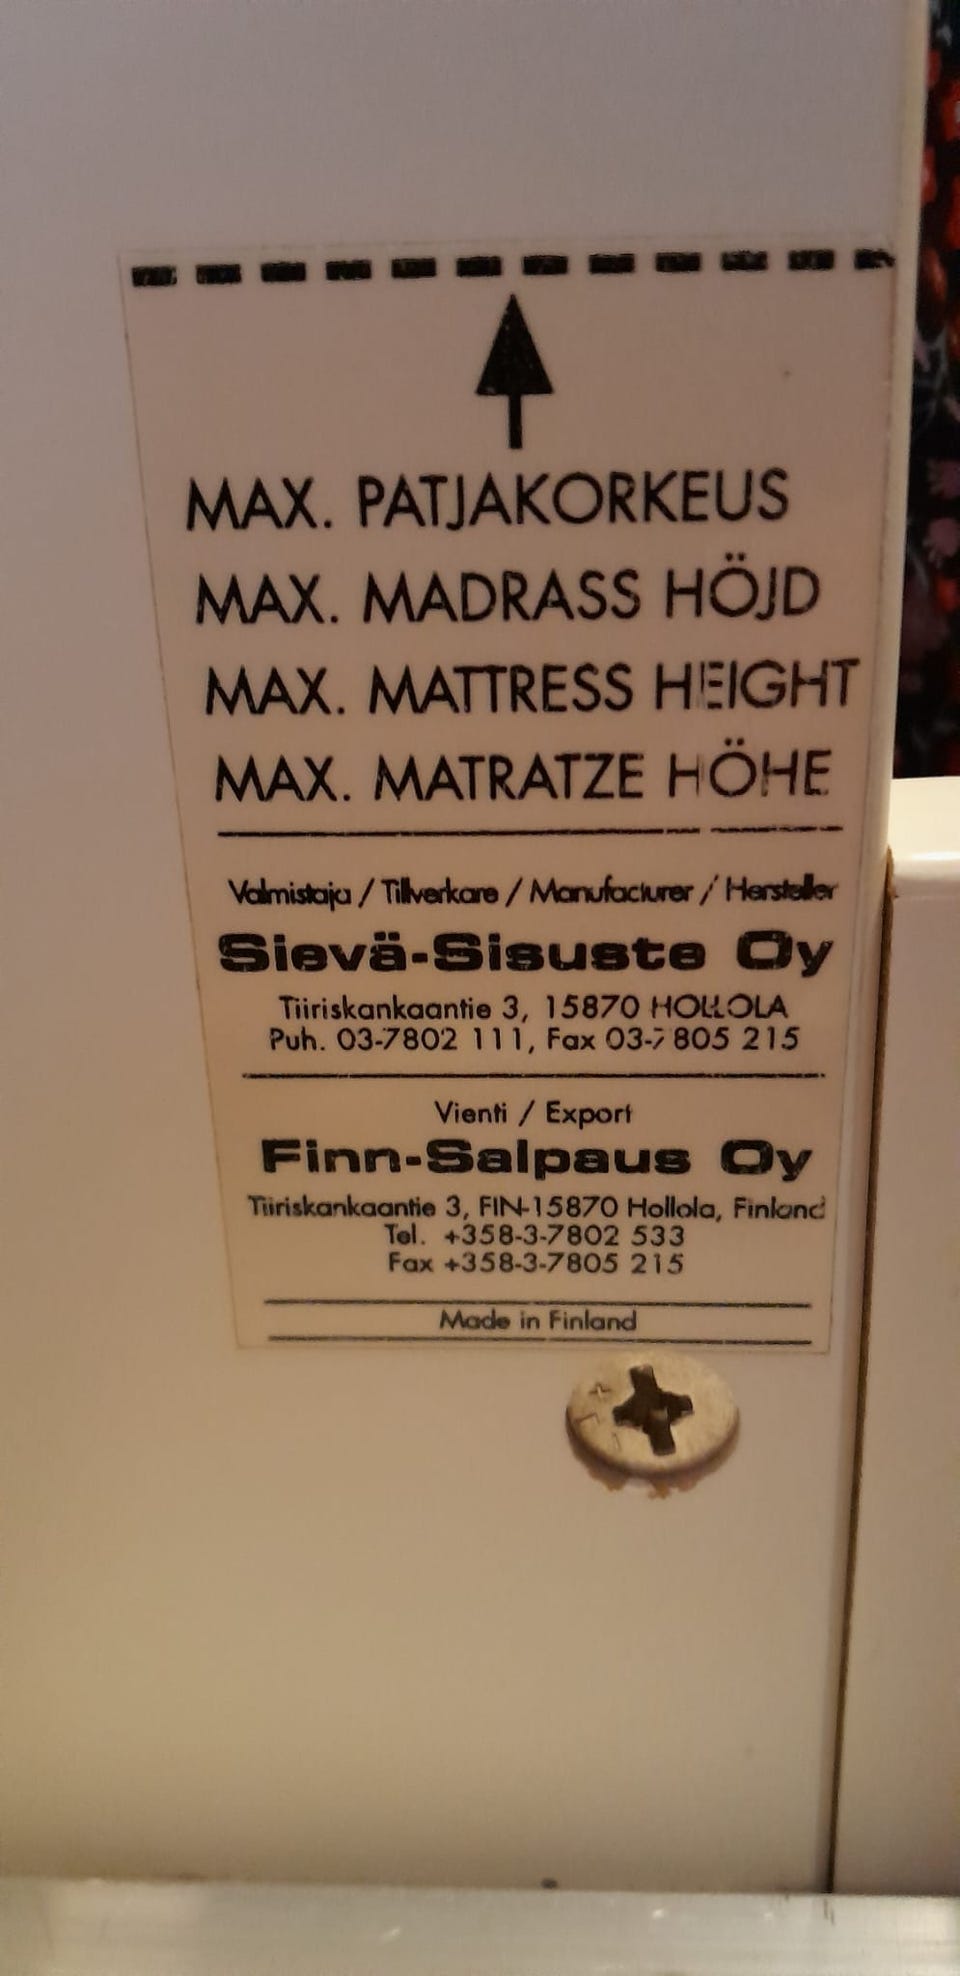 MAX. PATJAKORKEUS
MAX. MADRASS HÖJD
MAX. MATTRESS HEIGHT
MAX. MATRATZE HÖHE
Valmistaja / Tillverkare / Manufacturer / Hersteller
Sievä-Sisuste Oy
Tiiriskankaantie 3, 15870 HOLLOLA
Puh. 03-7802 111, Fax 03-7805 215
Vienti / Export
Finn-Salpaus Oy
Tiiriskankaantie 3, FIN-15870 Hollola, Finland
Tel. +358-3-7802 533
Fax +358-3-7805 215
Made in Finland